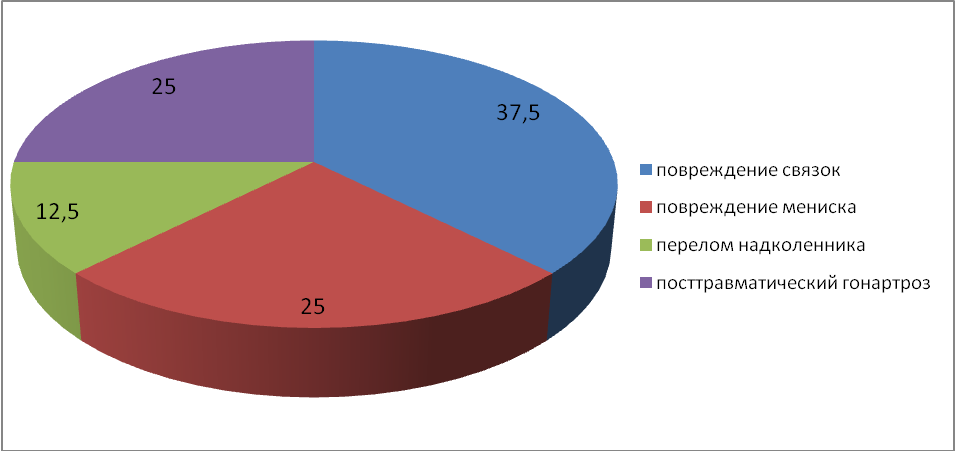 25
37,5
12,5
25
повреждение связок
повреждение мениска
перелом надколенника
посттравматический гонартроз